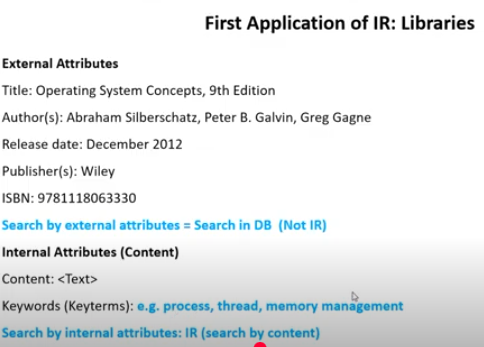 First Application of IR: Libraries
External Attributes
Title: Operating System Concepts, 9th Edition
Author(s): Abraham Silberschatz, Peter B. Galvin, Greg Gagne
Release date: December 2012
Publisher(s): Wiley
ISBN: 9781118063330
Search by external attributes = Search in DB (Not IR)
Internal Attributes (Content)
Content: <Text>
Keywords (Keyterms): e.g. process, thread, memory management
Search by internal attributes: IR (search by content)